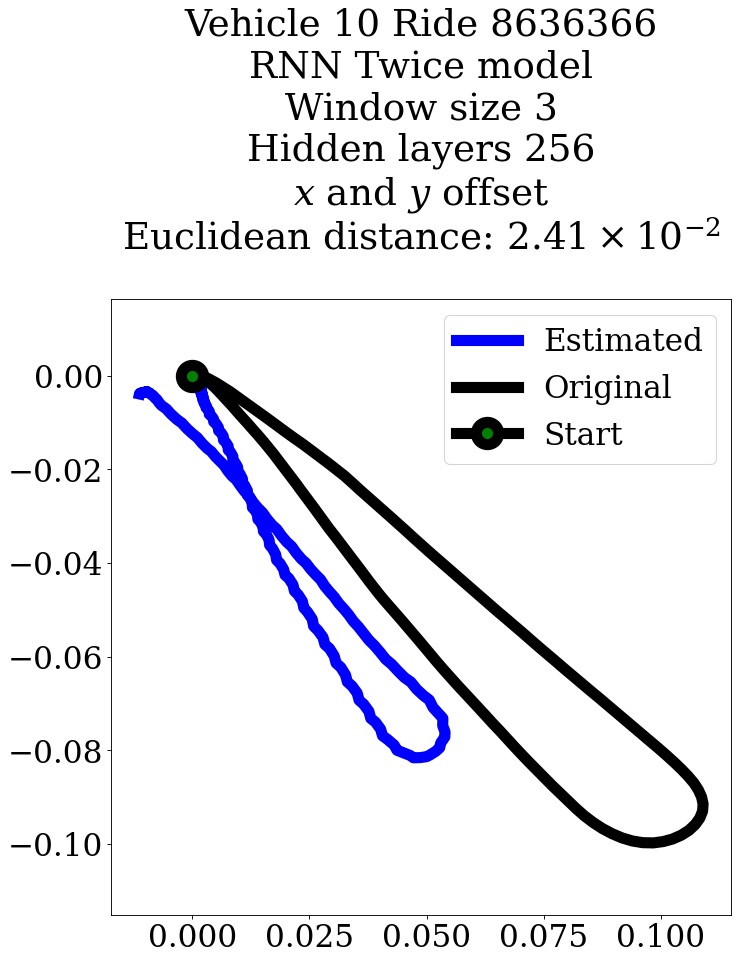 Vehicle 10 Ride 8636366
RNN Twice model
Window size 3
Hidden layers 256
x and y offset
Euclidean distance: 2.41 × 10⁻²
Estimated
Original
Start
0.00
−0.02
−0.04
−0.06
−0.08
−0.10
0.000 0.025 0.050 0.075 0.100